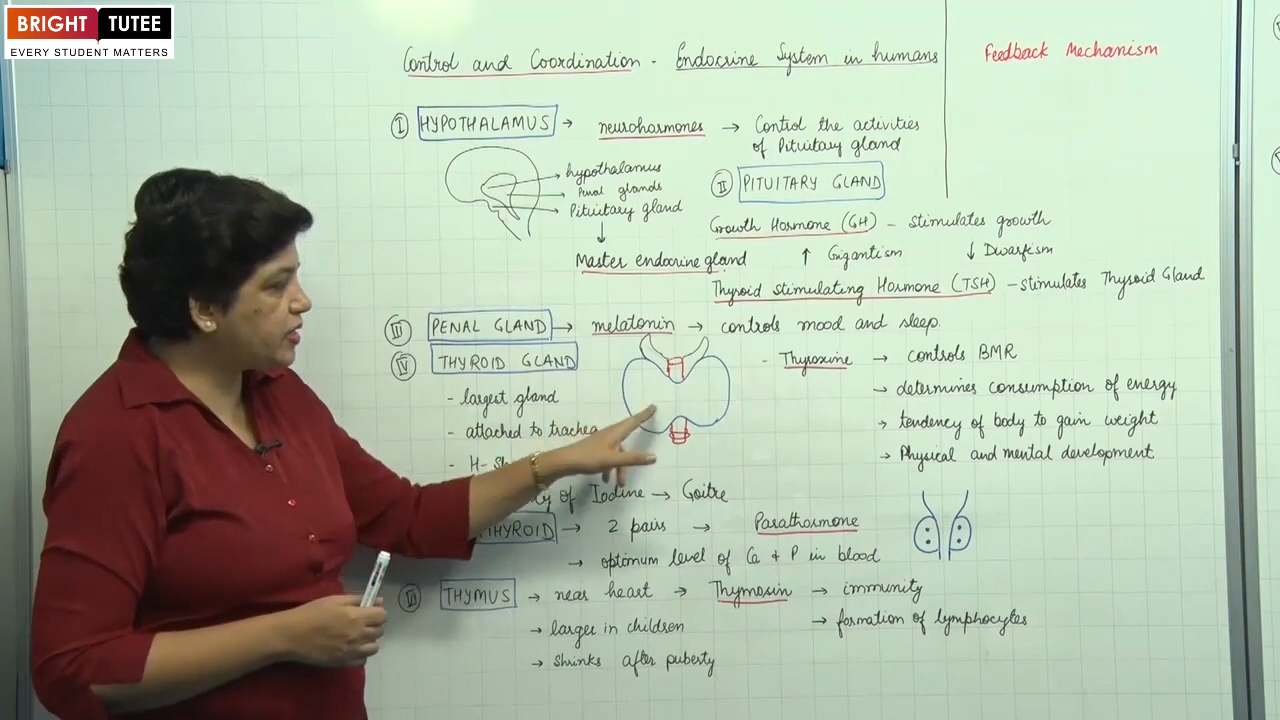 BRIGHT TUTEE
EVERY STUDENT MATTERS
Control and Coordination - Endocrine System in humans
Feedback Mechanism
I HYPOTHALAMUS → neurohormones → Control the activities
of Pituitary gland
hypothalamus
Penal glands
Pituitary gland
↓
Master endocrine gland
II PITUITARY GLAND
Growth Hormone (GH) - stimulates growth
↑ Gigantism ↓ Dwarfism
Thyroid stimulating Hormone (TSH) - stimulates Thyroid Gland
III PENAL GLAND → melatonin → controls mood and sleep.
IV THYROID GLAND
- largest gland
- attached to trachea
- H-
- Thyroxine → controls BMR
→ determines consumption of energy
→ tendency of body to gain weight
→ Physical and mental development
of Iodine → Goitre
THYROID → 2 pairs → Parathormone
→ optimum level of Ca + P in blood
VI THYMUS → near heart → Thymosin → immunity
→ larger in children
→ formation of lymphocytes
→ shrinks after puberty